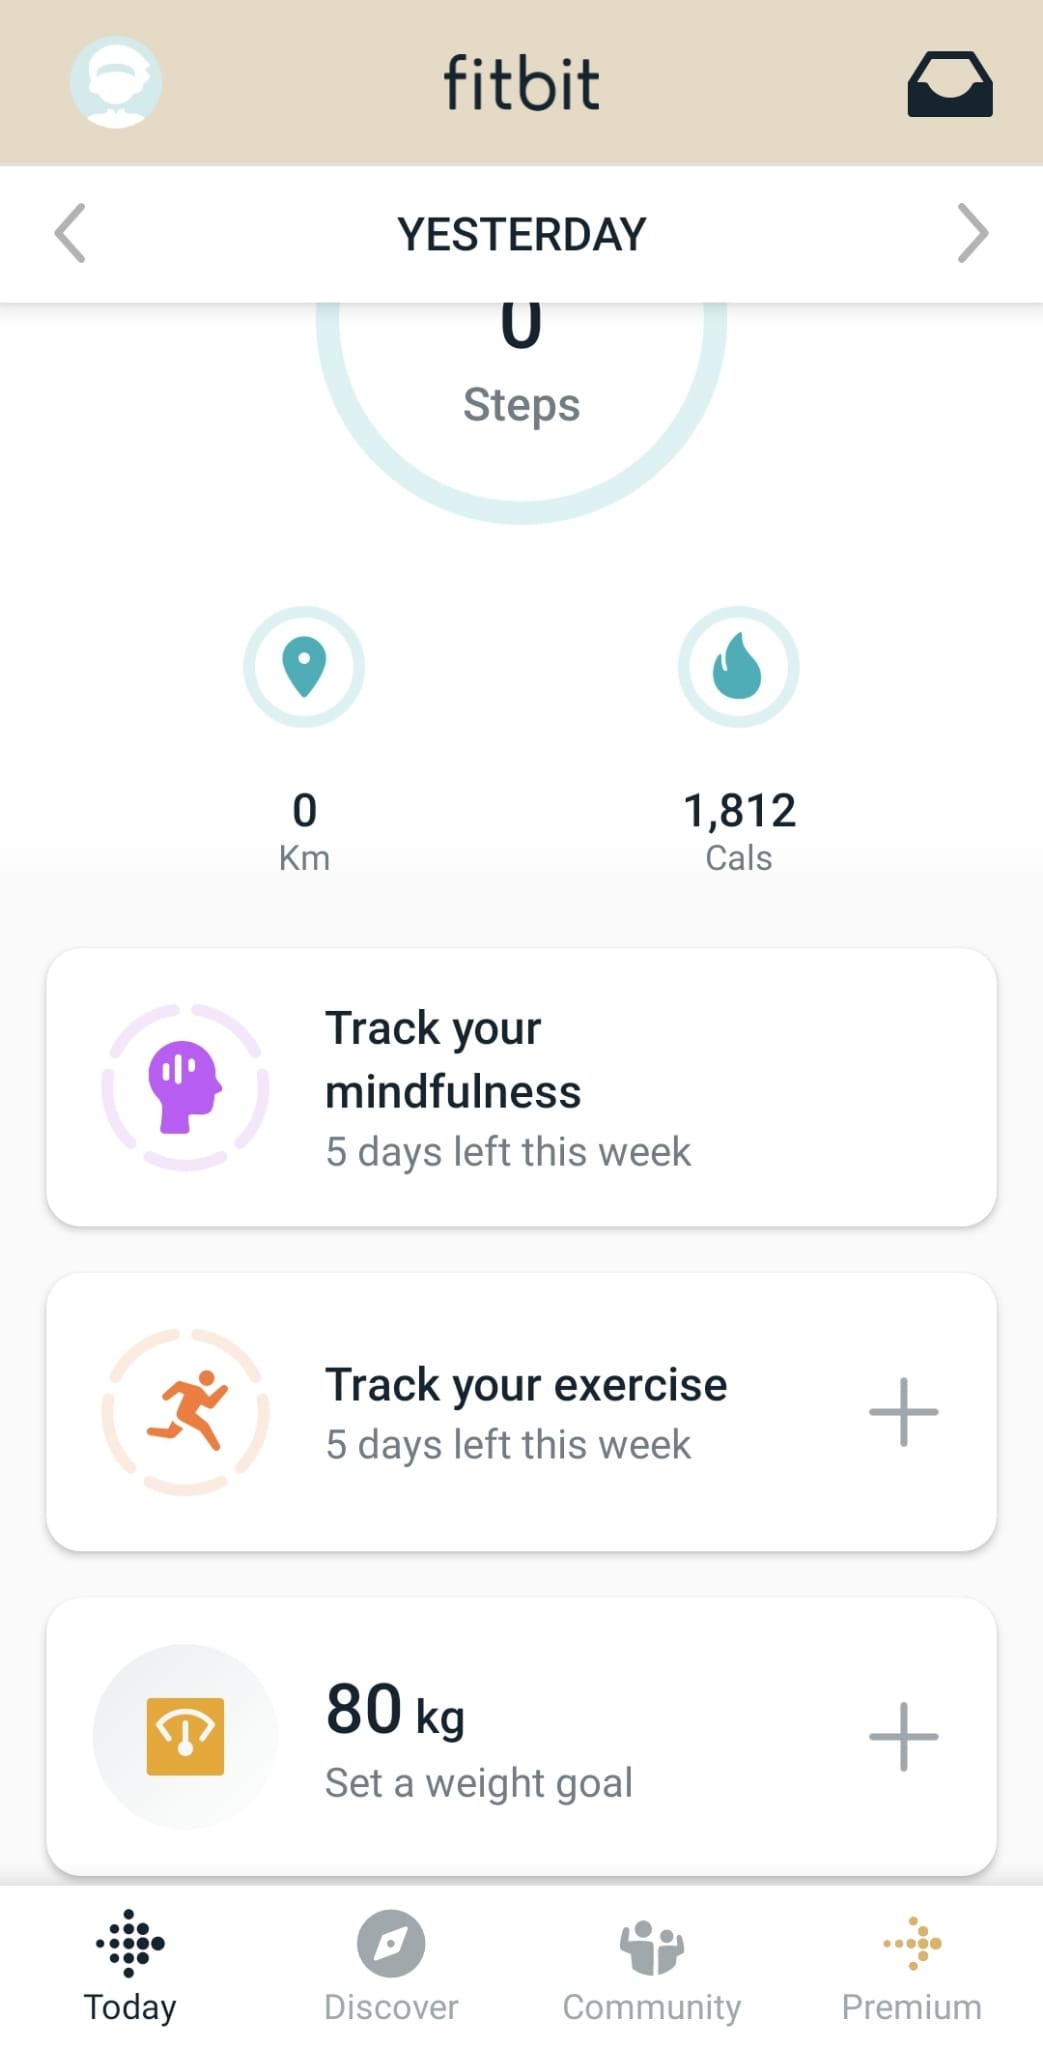 fitbit
YESTERDAY
0
Steps
0
Km
1,812
Cals
Track your
mindfulness
5 days left this week
Track your exercise
5 days left this week
80 kg
Set a weight goal
Today
Discover
Community
Premium